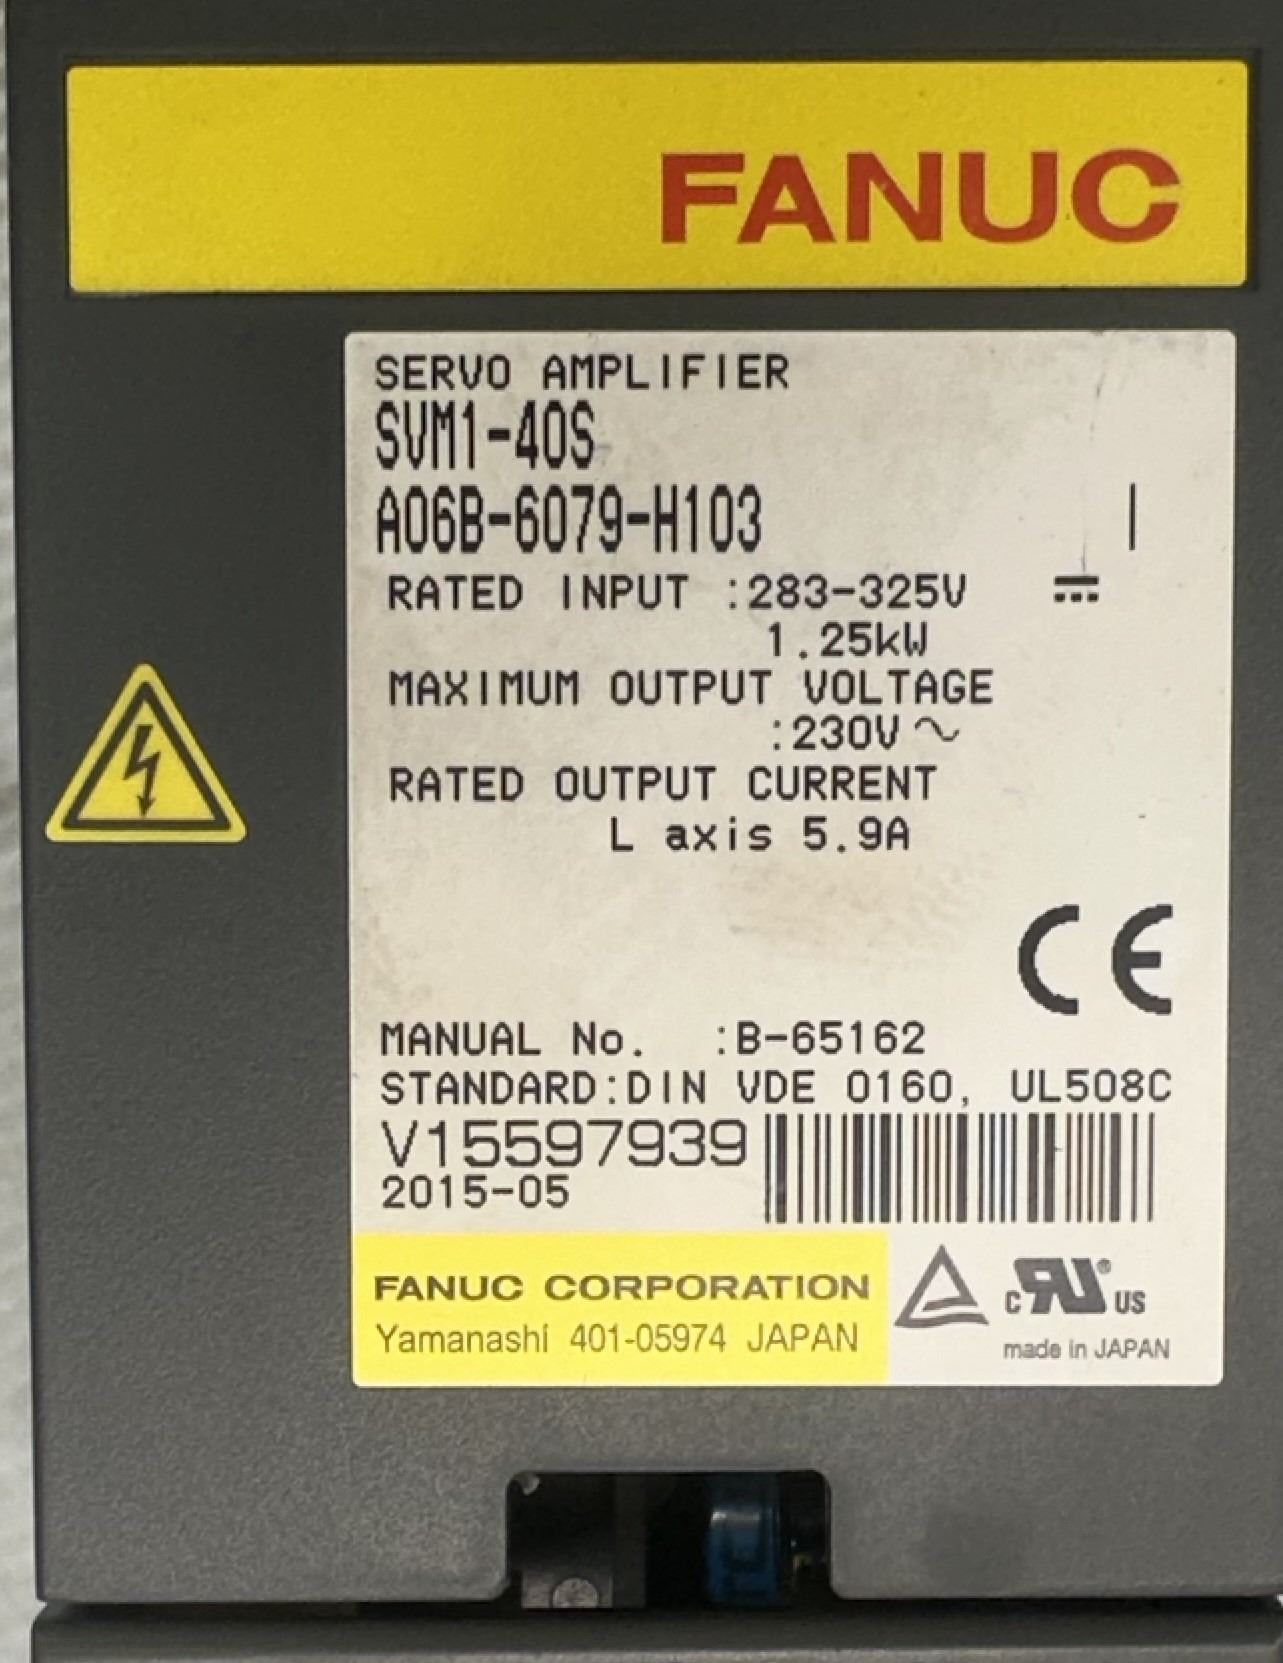 FANUC
SERVO AMPLIFIER
SVM1-40S
A06B-6079-H103 I
RATED INPUT :283-325V ⎓
1.25kW
MAXIMUM OUTPUT VOLTAGE
:230V ~
RATED OUTPUT CURRENT
L axis 5.9A
CE
MANUAL No. :B-65162
STANDARD:DIN VDE 0160, UL508C
V15597939
2015-05
FANUC CORPORATION
Yamanashi 401-05974 JAPAN
c RU® US
made in JAPAN